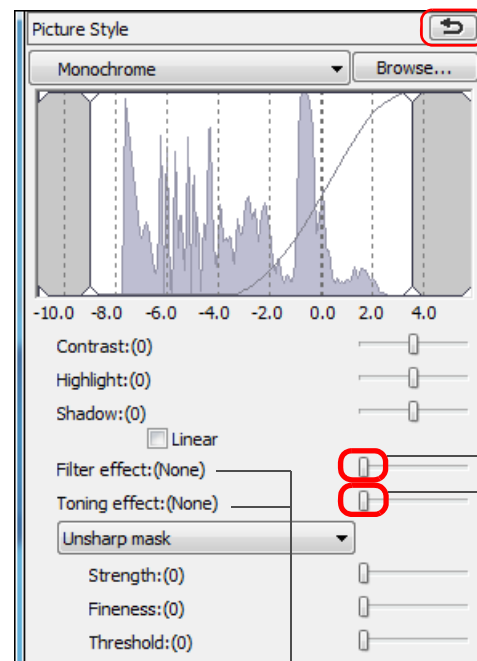 Picture Style
Monochrome Browse...
-10.0 -8.0 -6.0 -4.0 -2.0 0.0 2.0 4.0
Contrast:(0)
Highlight:(0)
Shadow:(0)
Linear
Filter effect:(None)
Toning effect:(None)
Unsharp mask
Strength:(0)
Fineness:(0)
Threshold:(0)